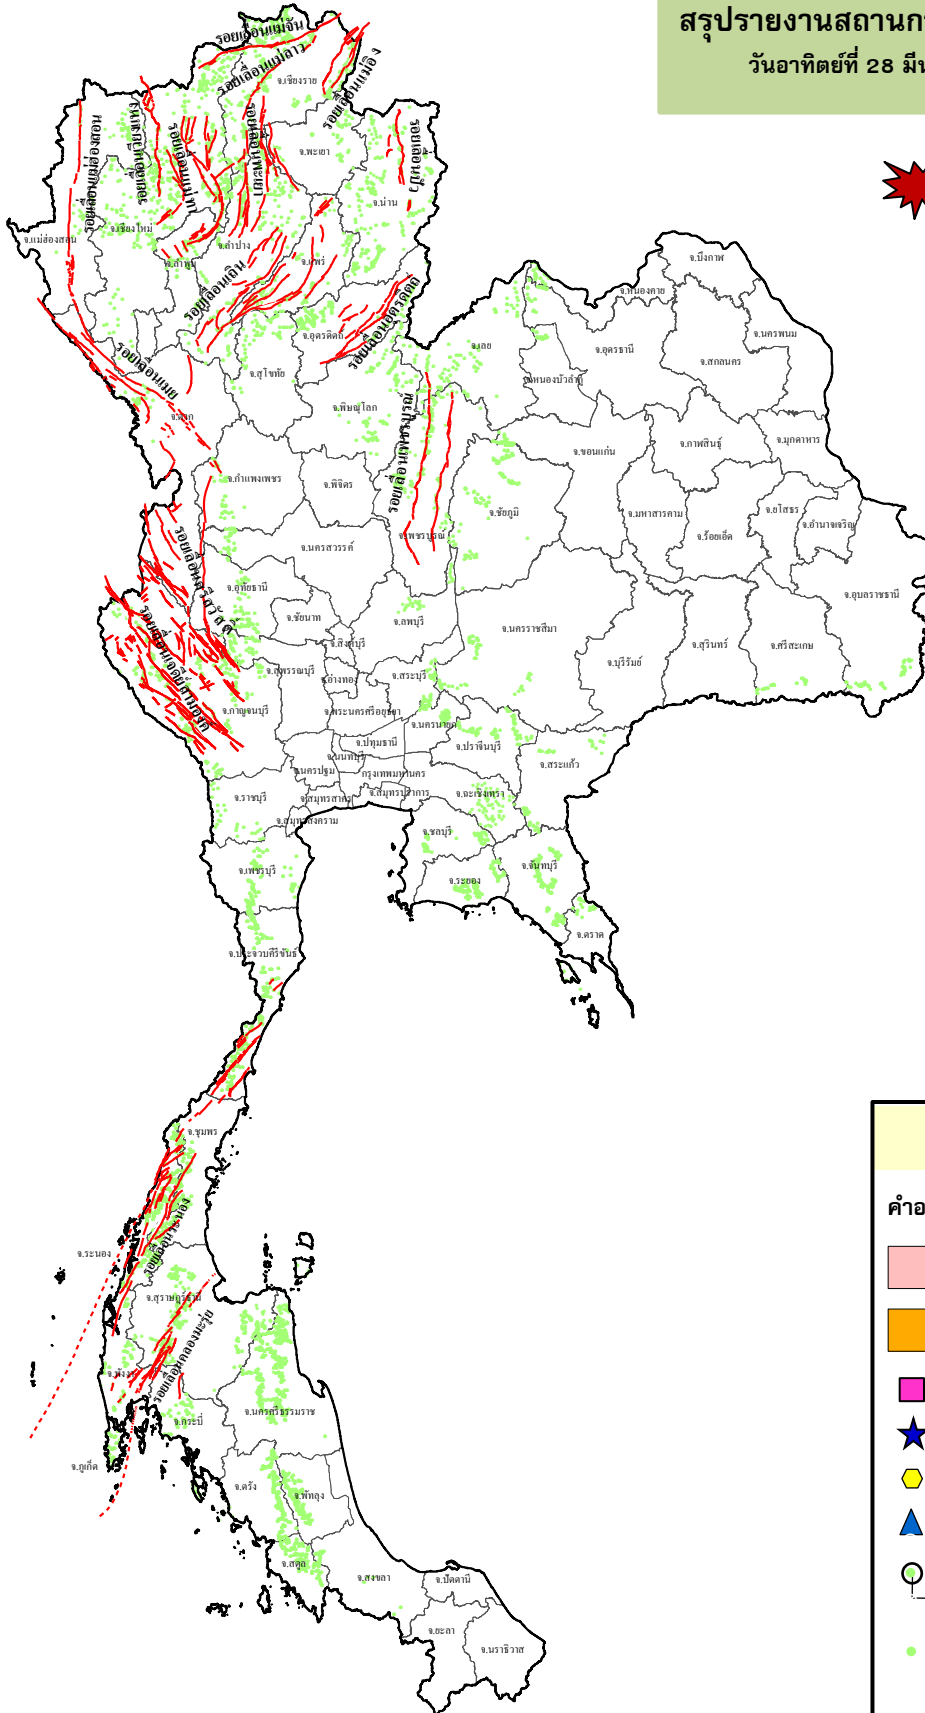 สรุปรายงานสถานก
วันอาทิตย์ที่ 28 มี
รอยเลื่อนแม่จัน
รอยเลื่อนแม่ลาว
จ.เชียงราย
รอยเลื่อนแม่อิง
จ.พะเยา
รอยเลื่อนพะเยา
รอยเลื่อนปัว
รอยเลื่อนแม่ฮ่องสอน
รอยเลื่อนแม่ทา
จ.น่าน
จ.เชียงใหม่
จ.แม่ฮ่องสอน
จ.ลำปาง
จ.ลำพูน
จ.แพร่
รอยเลื่อนเถิน
จ.บึงกาฬ
จ.หนองคาย
จ.นครพนม
จ.อุตรดิตถ์
รอยเลื่อนอุตรดิตถ์
จ.เลย
จ.อุดรธานี
จ.สกลนคร
รอยเลื่อนเมย
จ.สุโขทัย
จ.หนองบัวลำภู
จ.ตาก
จ.พิษณุโลก
รอยเลื่อนเพชรบูรณ์
จ.ขอนแก่น
จ.กาฬสินธุ์
จ.มุกดาหาร
จ.กำแพงเพชร
จ.พิจิตร
จ.ชัยภูมิ
จ.มหาสารคาม
จ.ยโสธร
จ.อำนาจเจริญ
จ.ร้อยเอ็ด
จ.เพชรบูรณ์
จ.นครสวรรค์
รอยเลื่อนศรีสวัสดิ์
จ.อุทัยธานี
จ.อุบลราชธานี
จ.ชัยนาท
จ.ลพบุรี
จ.นครราชสีมา
รอยเลื่อนเจดีย์สามองค์
จ.สิงห์บุรี
จ.สุรินทร์
จ.ศรีสะเกษ
จ.บุรีรัมย์
จ.สุพรรณบุรี
จ.อ่างทอง
จ.สระบุรี
จ.กาญจนบุรี
จ.พระนครศรีอยุธยา
จ.นครนายก
จ.ปทุมธานี
จ.ปราจีนบุรี
จ.นนทบุรี
จ.สระแก้ว
จ.นครปฐม
กรุงเทพมหานคร
จ.ราชบุรี
จ.สมุทรสาคร
จ.สมุทรปราการ
จ.ฉะเชิงเทรา
จ.สมุทรสงคราม
จ.ชลบุรี
จ.เพชรบุรี
จ.ระยอง
จ.จันทบุรี
จ.ตราด
จ.ประจวบคีรีขันธ์
จ.ชุมพร
คำอ
รอยเลื่อนระนอง
จ.ระนอง
จ.สุราษฎร์ธานี
รอยเลื่อนคลองมะรุ่ย
จ.พังงา
จ.กระบี่
จ.นครศรีธรรมราช
จ.ภูเก็ต
จ.ตรัง
จ.พัทลุง
จ.สตูล
จ.สงขลา
จ.ปัตตานี
จ.ยะลา
จ.นราธิวาส